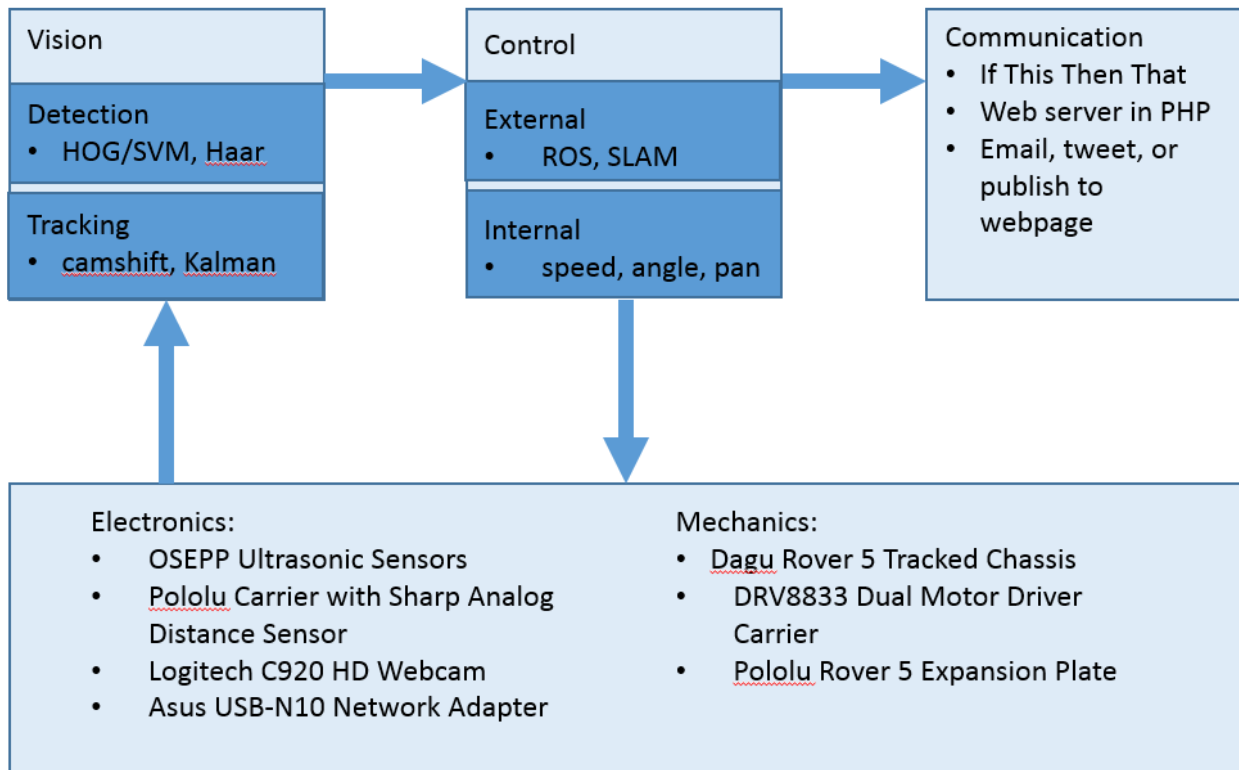 Vision
Detection
• HOG/SVM, Haar
Tracking
• camshift, Kalman
Control
External
• ROS, SLAM
Internal
• speed, angle, pan
Communication
• If This Then That
• Web server in PHP
• Email, tweet, or
publish to
webpage
Electronics:
• OSEPP Ultrasonic Sensors
• Pololu Carrier with Sharp Analog
Distance Sensor
• Logitech C920 HD Webcam
• Asus USB-N10 Network Adapter
Mechanics:
• Dagu Rover 5 Tracked Chassis
• DRV8833 Dual Motor Driver
Carrier
• Pololu Rover 5 Expansion Plate